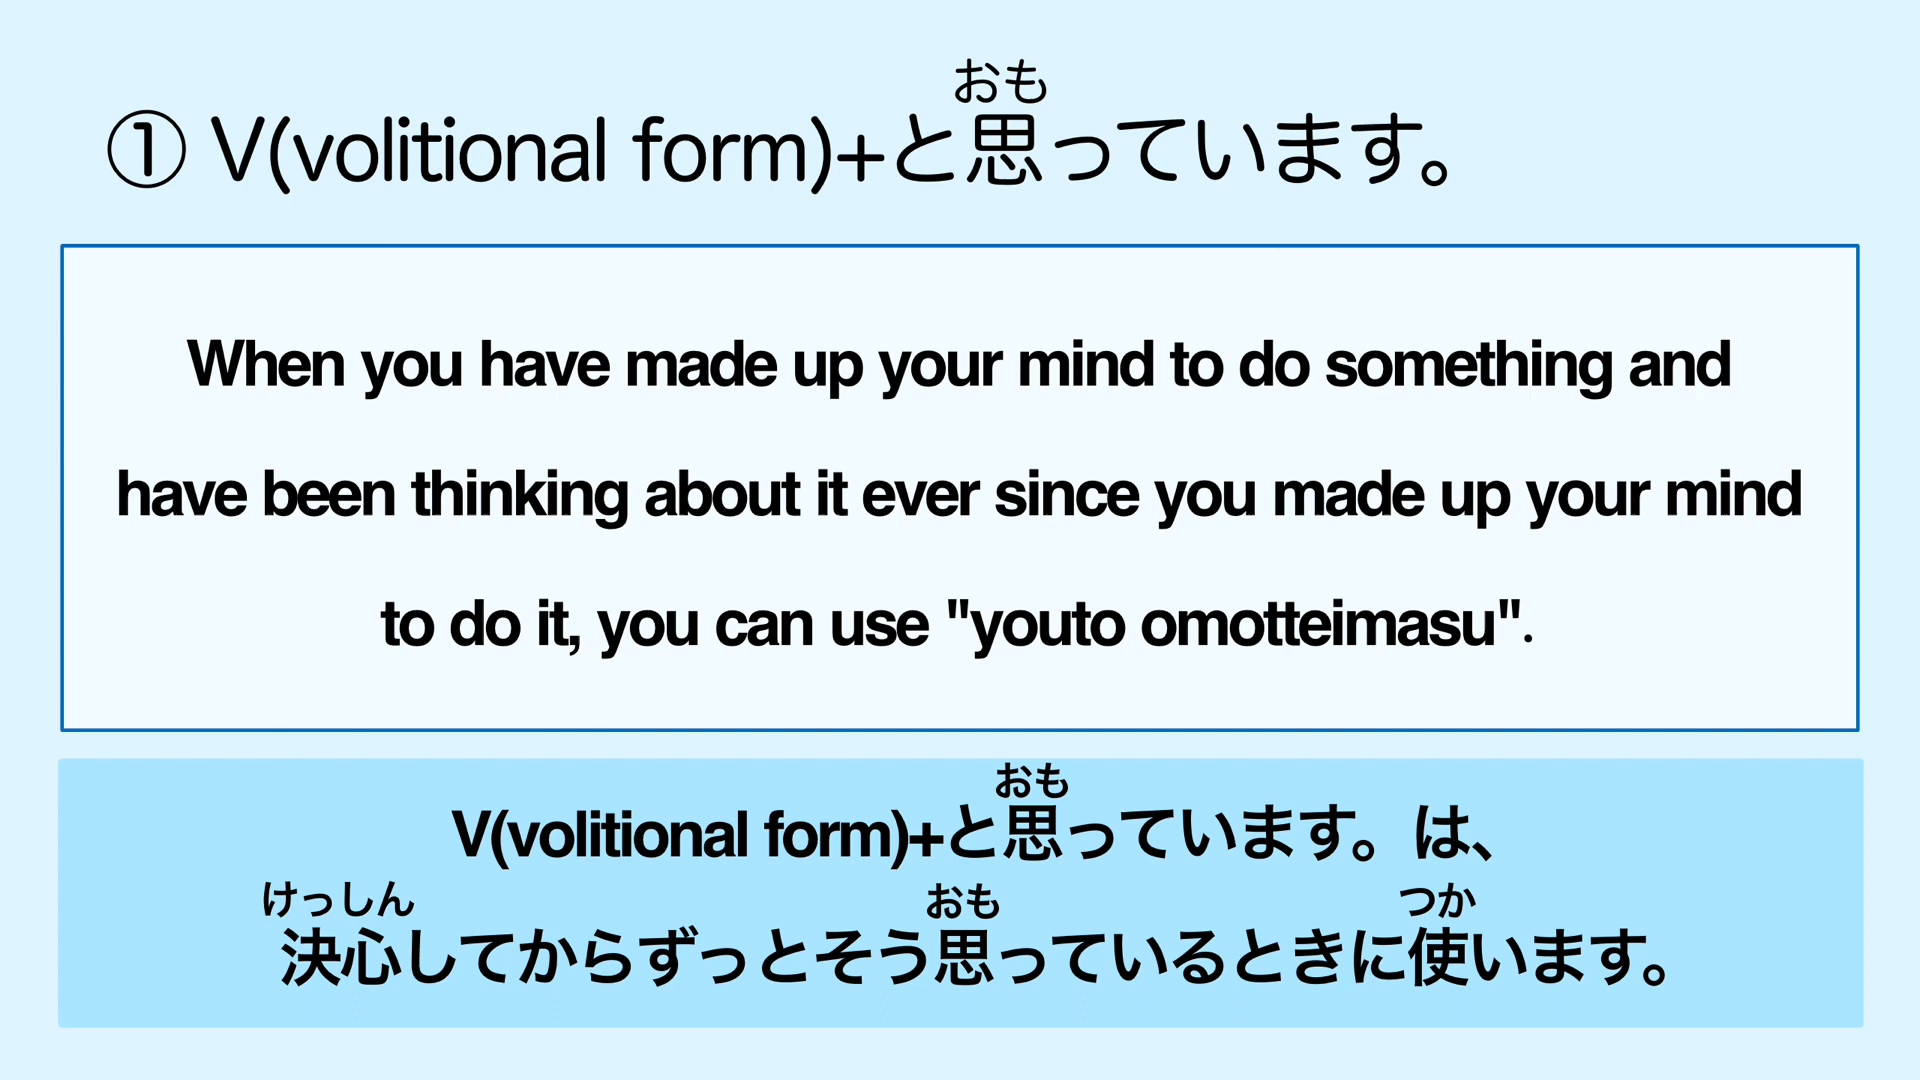 おも
① V(volitional form)+と思っています。
When you have made up your mind to do something and
have been thinking about it ever since you made up your mind
to do it, you can use "youto omotteimasu".
おも
V(volitional form)+と思っています。は、
けっしん おも つか
決心してからずっとそう思っているときに使います。